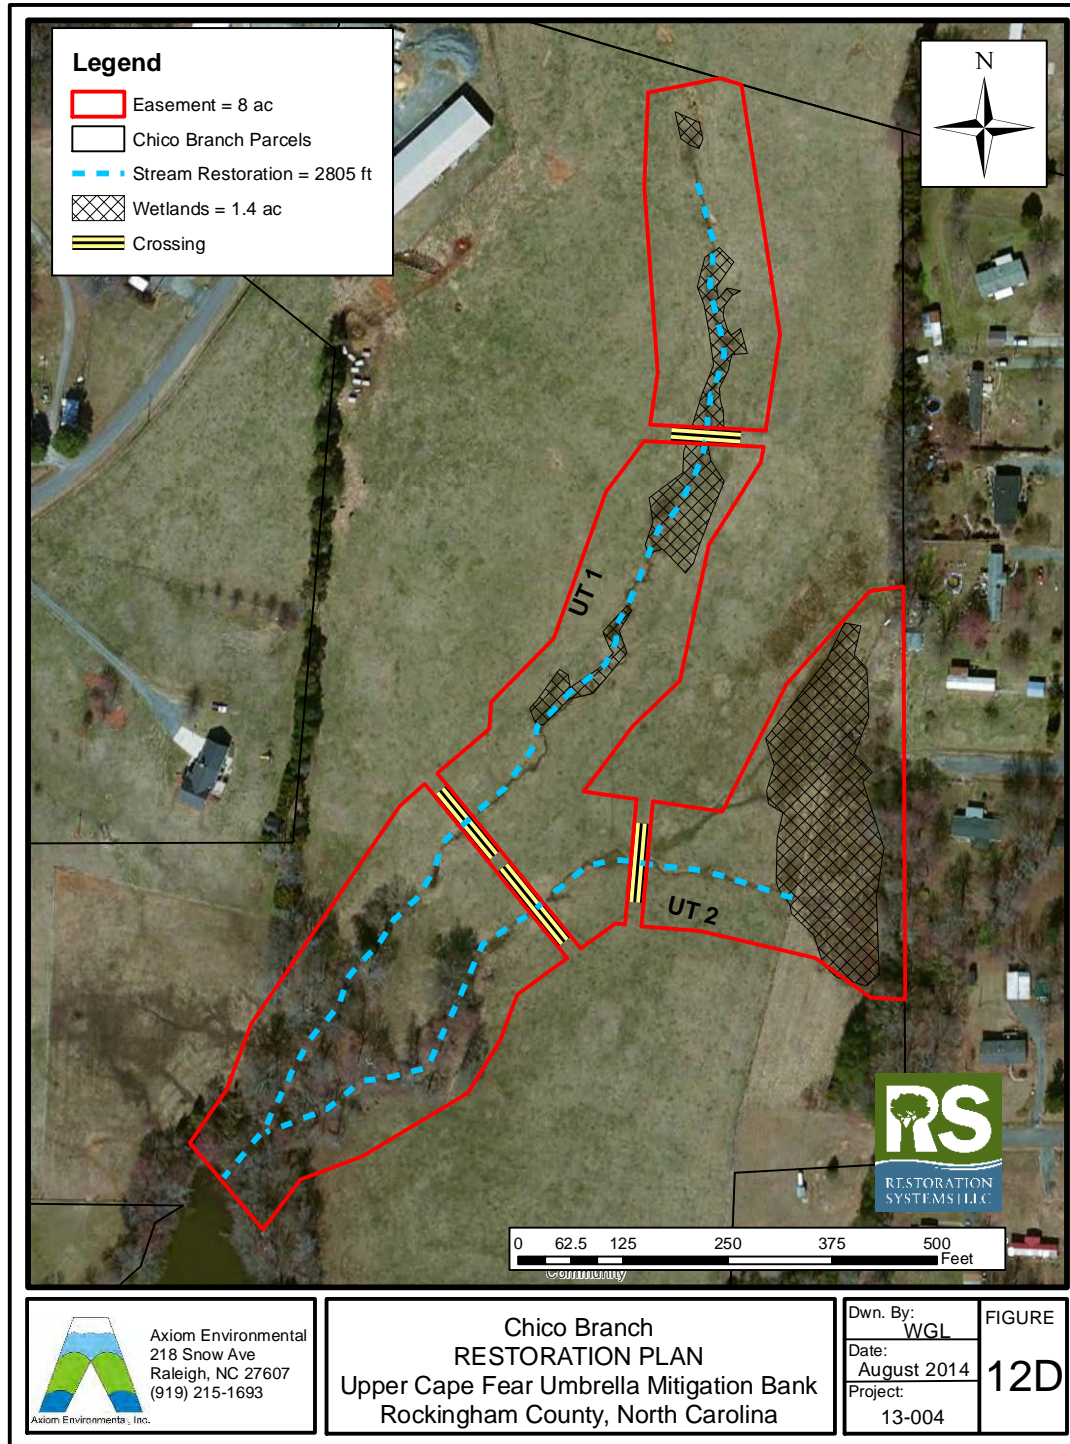 Legend
Easement = 8 ac
Chico Branch Parcels
Stream Restoration = 2805 ft
Wetlands = 1.4 ac
Crossing
N
UT 1
UT 2
RS
RESTORATION
SYSTEMS | LLC
0 62.5 125 250 375 500
Feet
Community
Axiom Environmental
218 Snow Ave
Raleigh, NC 27607
(919) 215-1693
Axiom Environmental, Inc.
Chico Branch
RESTORATION PLAN
Upper Cape Fear Umbrella Mitigation Bank
Rockingham County, North Carolina
Dwn. By:
WGL
Date:
August 2014
Project:
13-004
FIGURE
12D